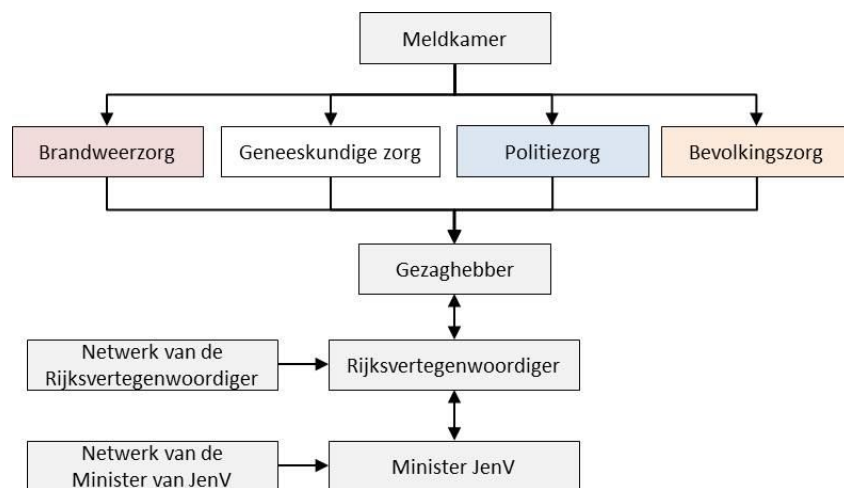 Meldkamer
Brandweerzorg
Geneeskundige zorg
Politiezorg
Bevolkingszorg
Gezaghebber
Netwerk van de
Rijksvertegenwoordiger
Rijksvertegenwoordiger
Netwerk van de
Minister van JenV
Minister JenV